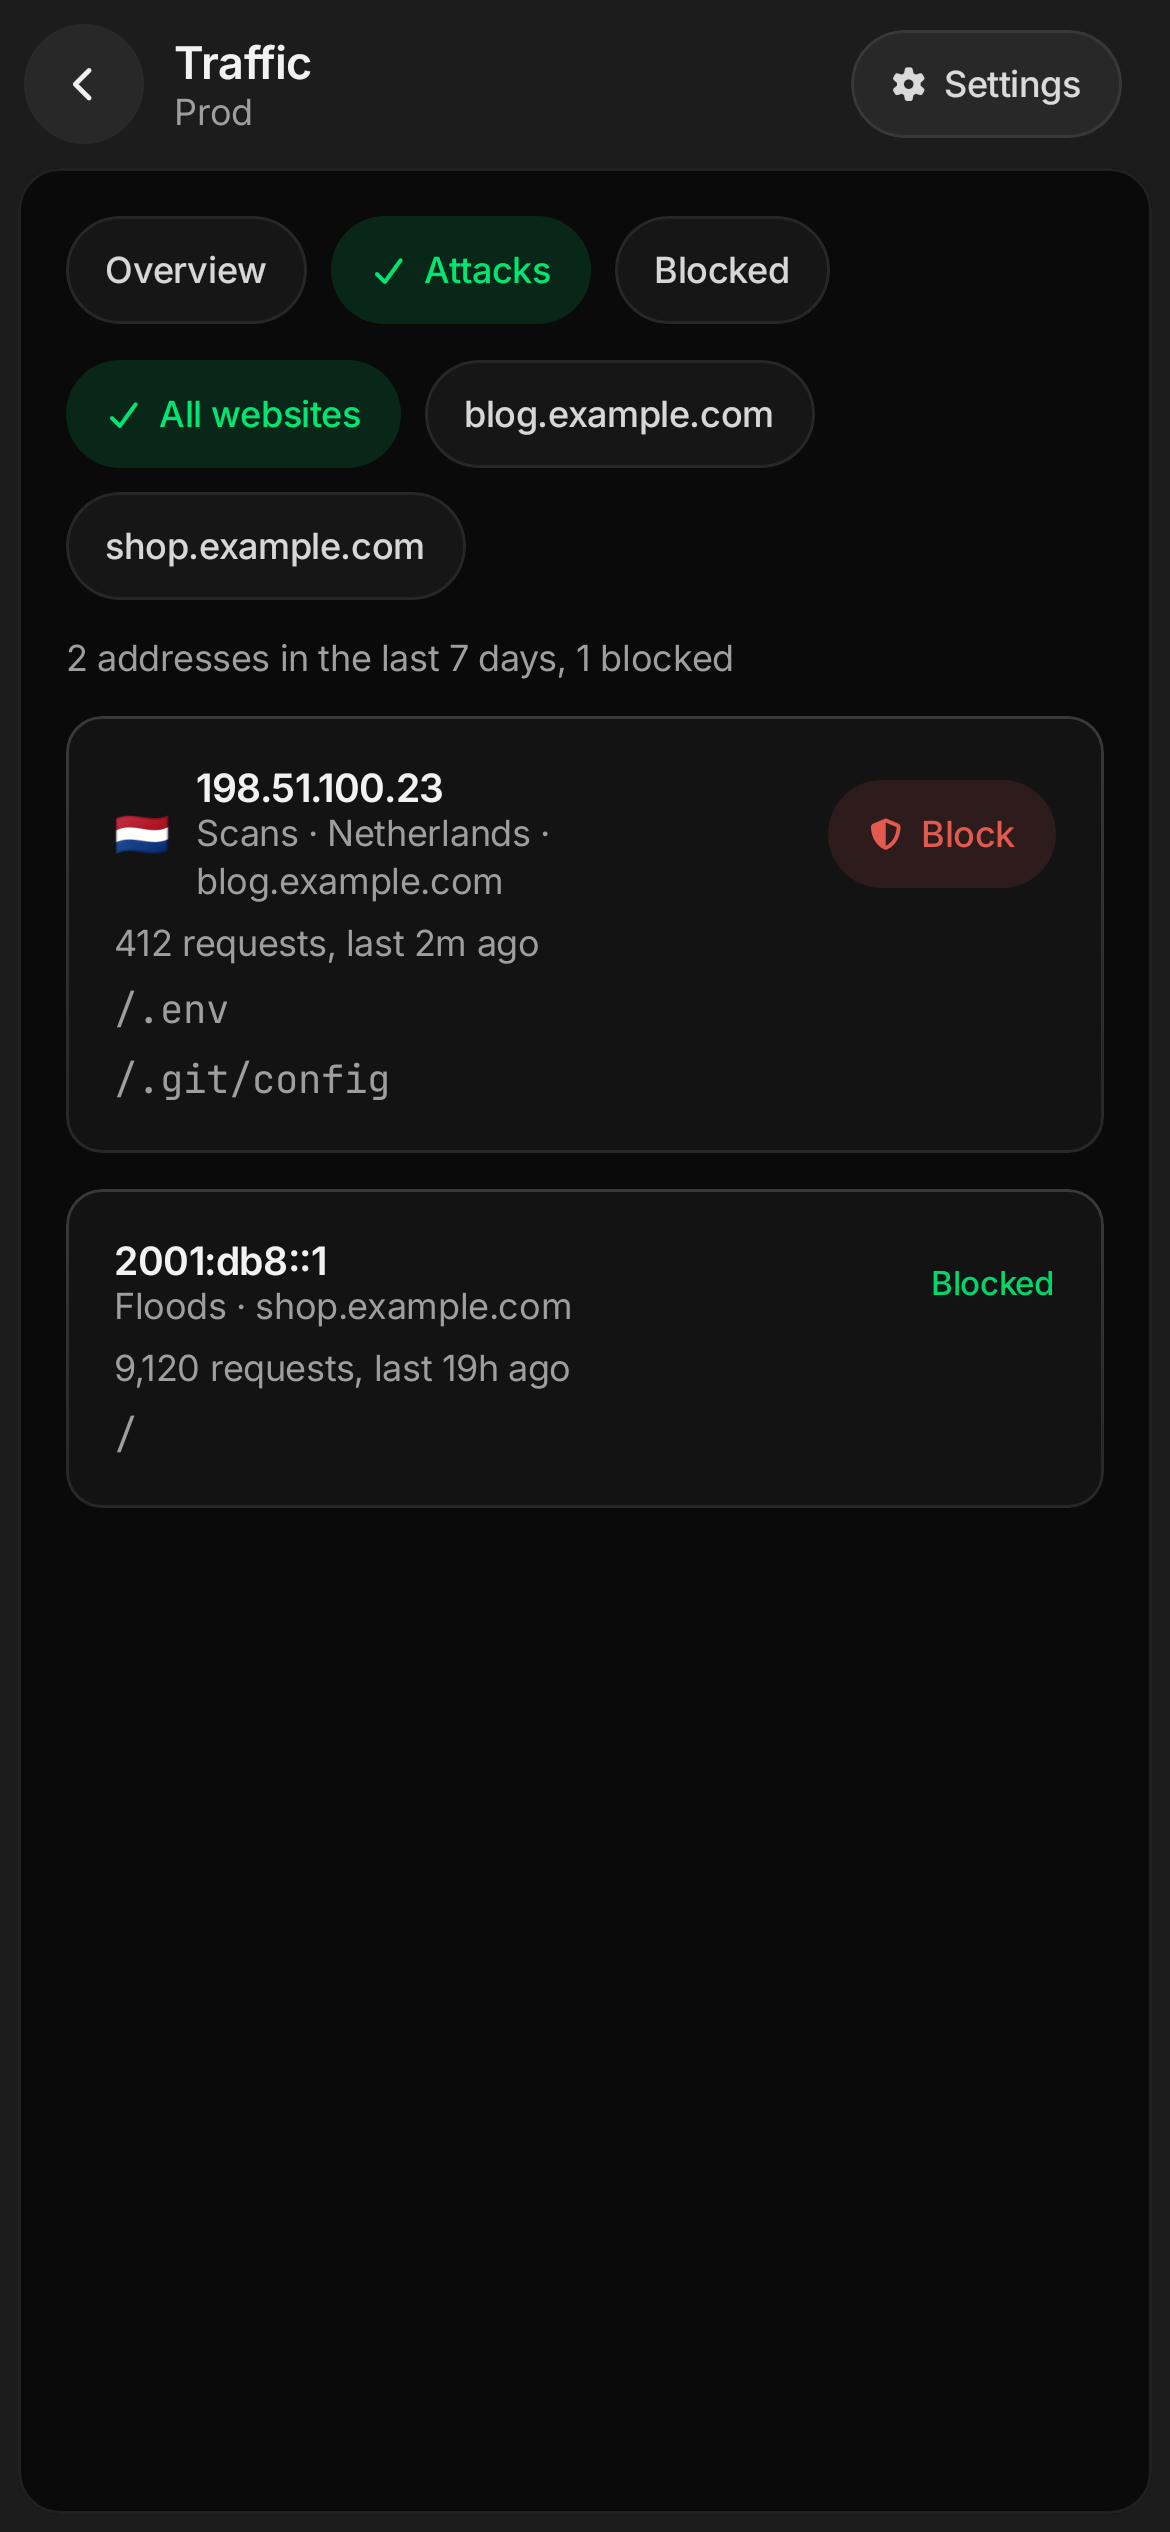 Traffic
Prod
Settings
Overview
Attacks
Blocked
All websites
blog.example.com
shop.example.com
2 addresses in the last 7 days, 1 blocked
198.51.100.23
Scans · Netherlands ·
blog.example.com
Block
412 requests, last 2m ago
/.env
/.git/config
2001:db8::1
Floods · shop.example.com
Blocked
9,120 requests, last 19h ago
/